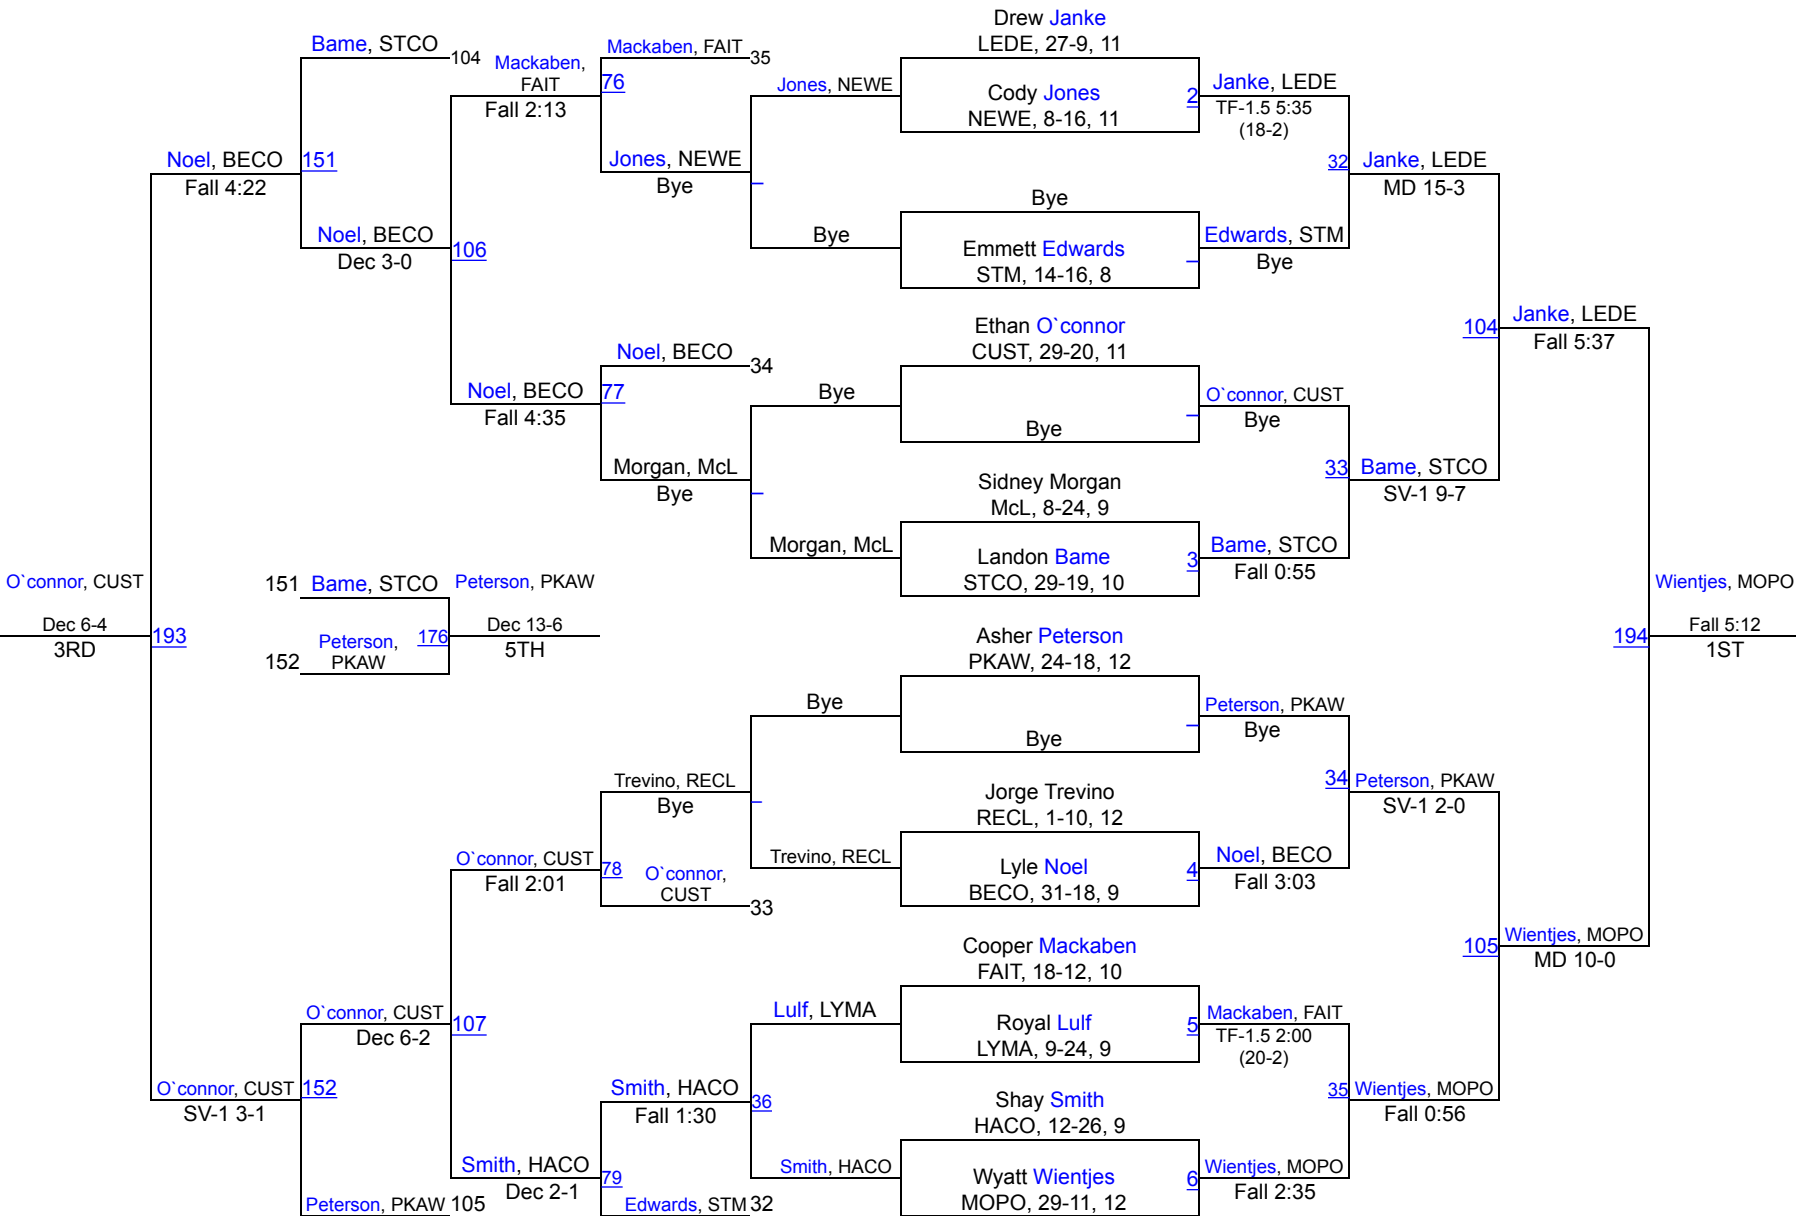 Drew Janke
LEDE, 27-9, 11
Bame, STCO
104
Mackaben, FAIT
35
Mackaben,
FAIT
76
Fall 2:13
Jones, NEWE
Cody Jones
NEWE, 8-16, 11
2
Janke, LEDE
TF-1.5 5:35
(18-2)
Noel, BECO
151
Fall 4:22
Jones, NEWE
Bye
32
Janke, LEDE
MD 15-3
Bye
Noel, BECO
Dec 3-0
106
Bye
Emmett Edwards
STM, 14-16, 8
Edwards, STM
Bye
Ethan O`connor
CUST, 29-20, 11
104
Janke, LEDE
Fall 5:37
Noel, BECO
34
Noel, BECO
77
Fall 4:35
Bye
Bye
O`connor, CUST
Bye
Morgan, McL
Bye
Sidney Morgan
McL, 8-24, 9
33
Bame, STCO
SV-1 9-7
Morgan, McL
Landon Bame
STCO, 29-19, 10
3
Bame, STCO
Fall 0:55
O`connor, CUST
Dec 6-4
3RD
193
151
Bame, STCO
152
Peterson,
PKAW
176
Peterson, PKAW
Dec 13-6
5TH
194
Wientjes, MOPO
Fall 5:12
1ST
Asher Peterson
PKAW, 24-18, 12
Bye
Bye
Peterson, PKAW
Bye
Trevino, RECL
Bye
Jorge Trevino
RECL, 1-10, 12
34
Peterson, PKAW
SV-1 2-0
O`connor, CUST
Fall 2:01
78
O`connor,
CUST
33
Trevino, RECL
Lyle Noel
BECO, 31-18, 9
4
Noel, BECO
Fall 3:03
Cooper Mackaben
FAIT, 18-12, 10
105
Wientjes, MOPO
MD 10-0
O`connor, CUST
Dec 6-2
107
Lulf, LYMA
Royal Lulf
LYMA, 9-24, 9
5
Mackaben, FAIT
TF-1.5 2:00
(20-2)
O`connor, CUST
SV-1 3-1
152
Smith, HACO
Fall 1:30
36
Shay Smith
HACO, 12-26, 9
35
Wientjes, MOPO
Fall 0:56
Smith, HACO
Dec 2-1
79
Smith, HACO
Wyatt Wientjes
MOPO, 29-11, 12
6
Wientjes, MOPO
Fall 2:35
Peterson, PKAW
105
Edwards, STM
32